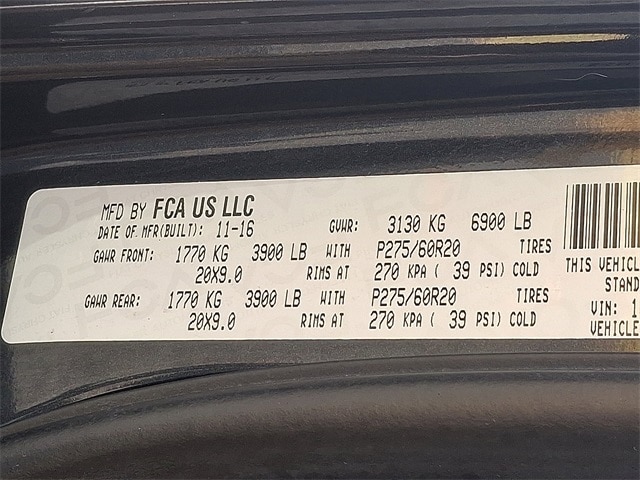 MFD BY FCA US LLC
DATE OF MFR(BUILT): 11-16 GVWR: 3130 KG 6900 LB
GAWR FRONT: 1770 KG 3900 LB WITH P275/60R20 TIRES
20X9.0 RIMS AT 270 KPA ( 39 PSI) COLD
GAWR REAR: 1770 KG 3900 LB WITH P275/60R20 TIRES
20X9.0 RIMS AT 270 KPA ( 39 PSI) COLD
THIS VEHICL
STAND
VIN: 1
VEHICLE